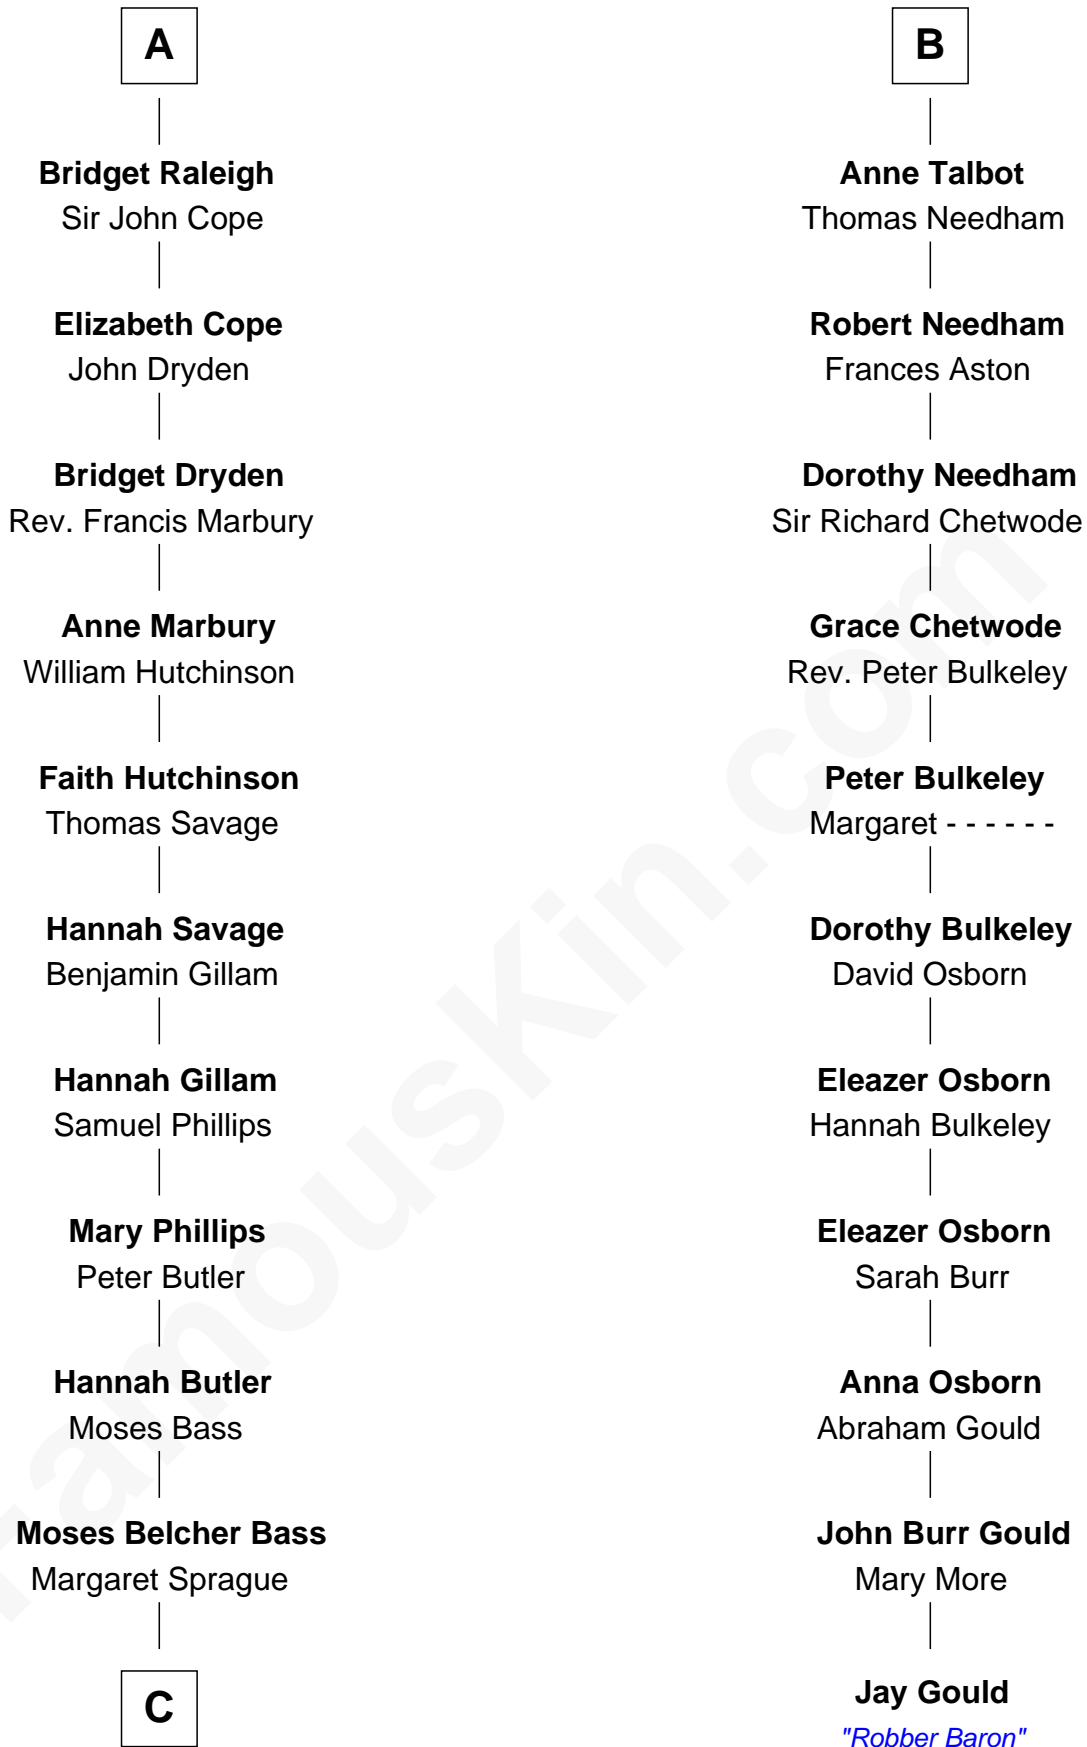 A
Bridget Raleigh
Sir John Cope
Elizabeth Cope
John Dryden
Bridget Dryden
Rev. Francis Marbury
Anne Marbury
William Hutchinson
Faith Hutchinson
Thomas Savage
Hannah Savage
Benjamin Gillam
Hannah Gillam
Samuel Phillips
Mary Phillips
Peter Butler
Hannah Butler
Moses Bass
Moses Belcher Bass
Margaret Sprague
C
B
Anne Talbot
Thomas Needham
Robert Needham
Frances Aston
Dorothy Needham
Sir Richard Chetwode
Grace Chetwode
Rev. Peter Bulkeley
Peter Bulkeley
Margaret - - - - - -
Dorothy Bulkeley
David Osborn
Eleazer Osborn
Hannah Bulkeley
Eleazer Osborn
Sarah Burr
Anna Osborn
Abraham Gould
John Burr Gould
Mary More
Jay Gould
"Robber Baron"
FamousKin.com